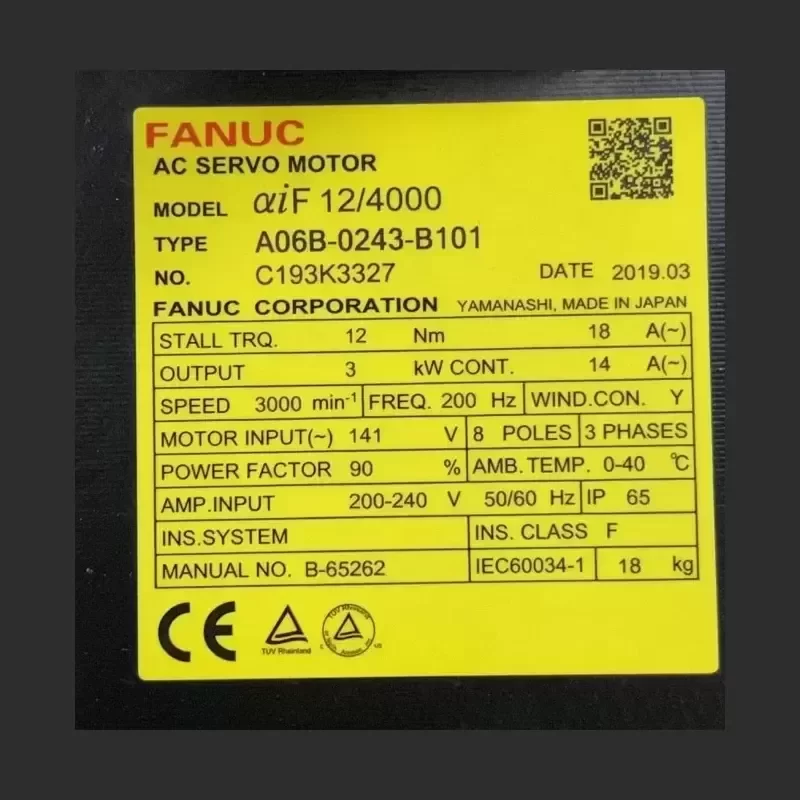 FANUC
AC SERVO MOTOR
MODEL αiF 12/4000
TYPE A06B-0243-B101
NO. C193K3327 DATE 2019.03
FANUC CORPORATION YAMANASHI, MADE IN JAPAN
STALL TRQ. 12 Nm 18 A(~)
OUTPUT 3 kW CONT. 14 A(~)
SPEED 3000 min⁻¹ FREQ. 200 Hz WIND.CON. Y
MOTOR INPUT(~) 141 V 8 POLES 3 PHASES
POWER FACTOR 90 % AMB.TEMP. 0-40 ℃
AMP.INPUT 200-240 V 50/60 Hz IP 65
INS.SYSTEM INS. CLASS F
MANUAL NO. B-65262 IEC60034-1 18 kg
CE
TUV Rheinland
TUV Rheinland
C US